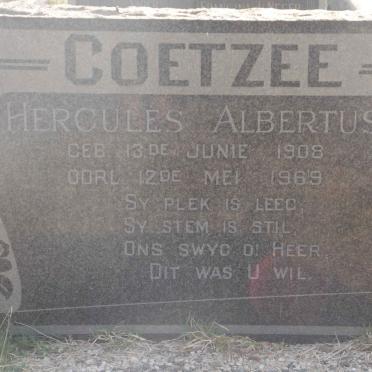 COETZEE
HERCULES ALBERTUS
GEB. 13DE JUNIE 1908
OORL. 12DE MEI 1969
SY PLEK IS LEEG,
SY STEM IS STIL,
ONS SWYG O! HEER
DIT WAS U WIL.